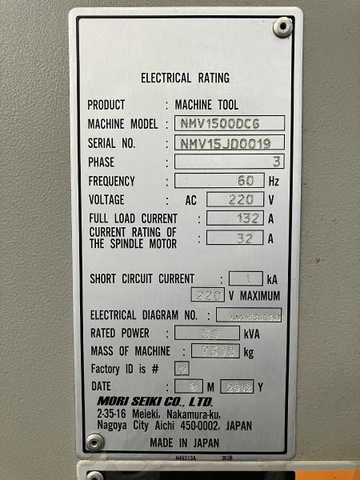 ELECTRICAL RATING
PRODUCT : MACHINE TOOL
MACHINE MODEL : NMV1500DCG
SERIAL NO. : NMV15JD0019
PHASE : 3
FREQUENCY : 60 Hz
VOLTAGE : AC 220 V
FULL LOAD CURRENT : 132 A
CURRENT RATING OF
THE SPINDLE MOTOR : 32 A
SHORT CIRCUIT CURRENT : 1 kA
220 V MAXIMUM
ELECTRICAL DIAGRAM NO. :
RATED POWER : kVA
MASS OF MACHINE : kg
Factory ID is #
DATE : M Y
MORI SEIKI CO., LTD.
2-35-16 Meieki, Nakamura-ku,
Nagoya City Aichi 450-0002, JAPAN
MADE IN JAPAN